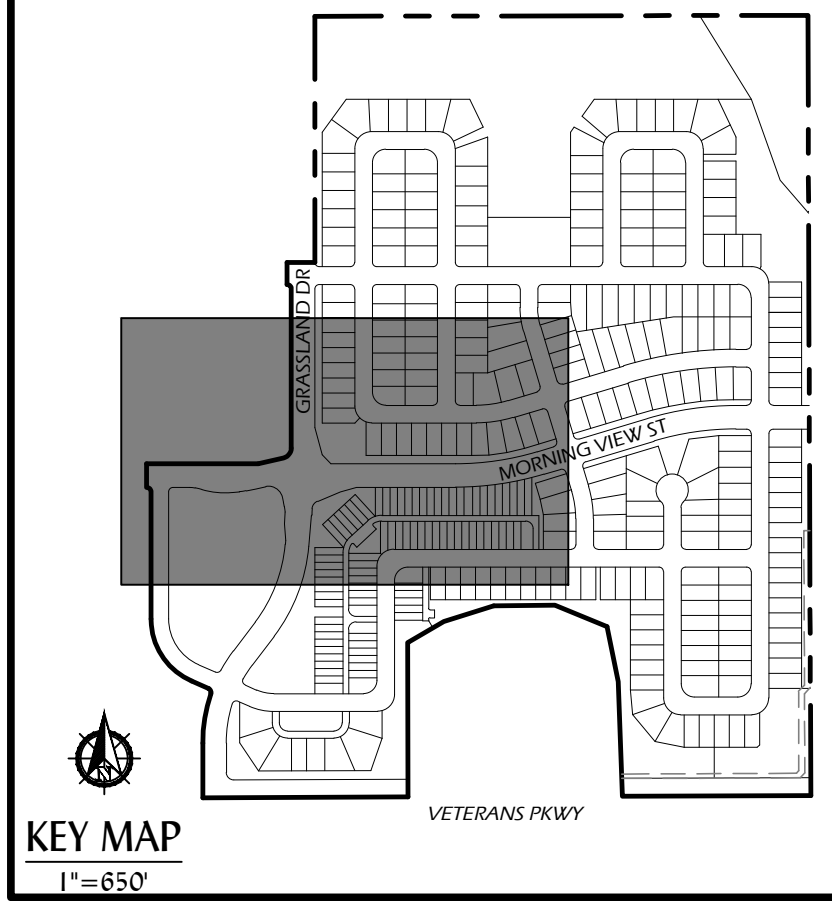 GRASSLAND DR
MORNING VIEW ST
VETERANS PKWY
N
KEY MAP
1"=650'